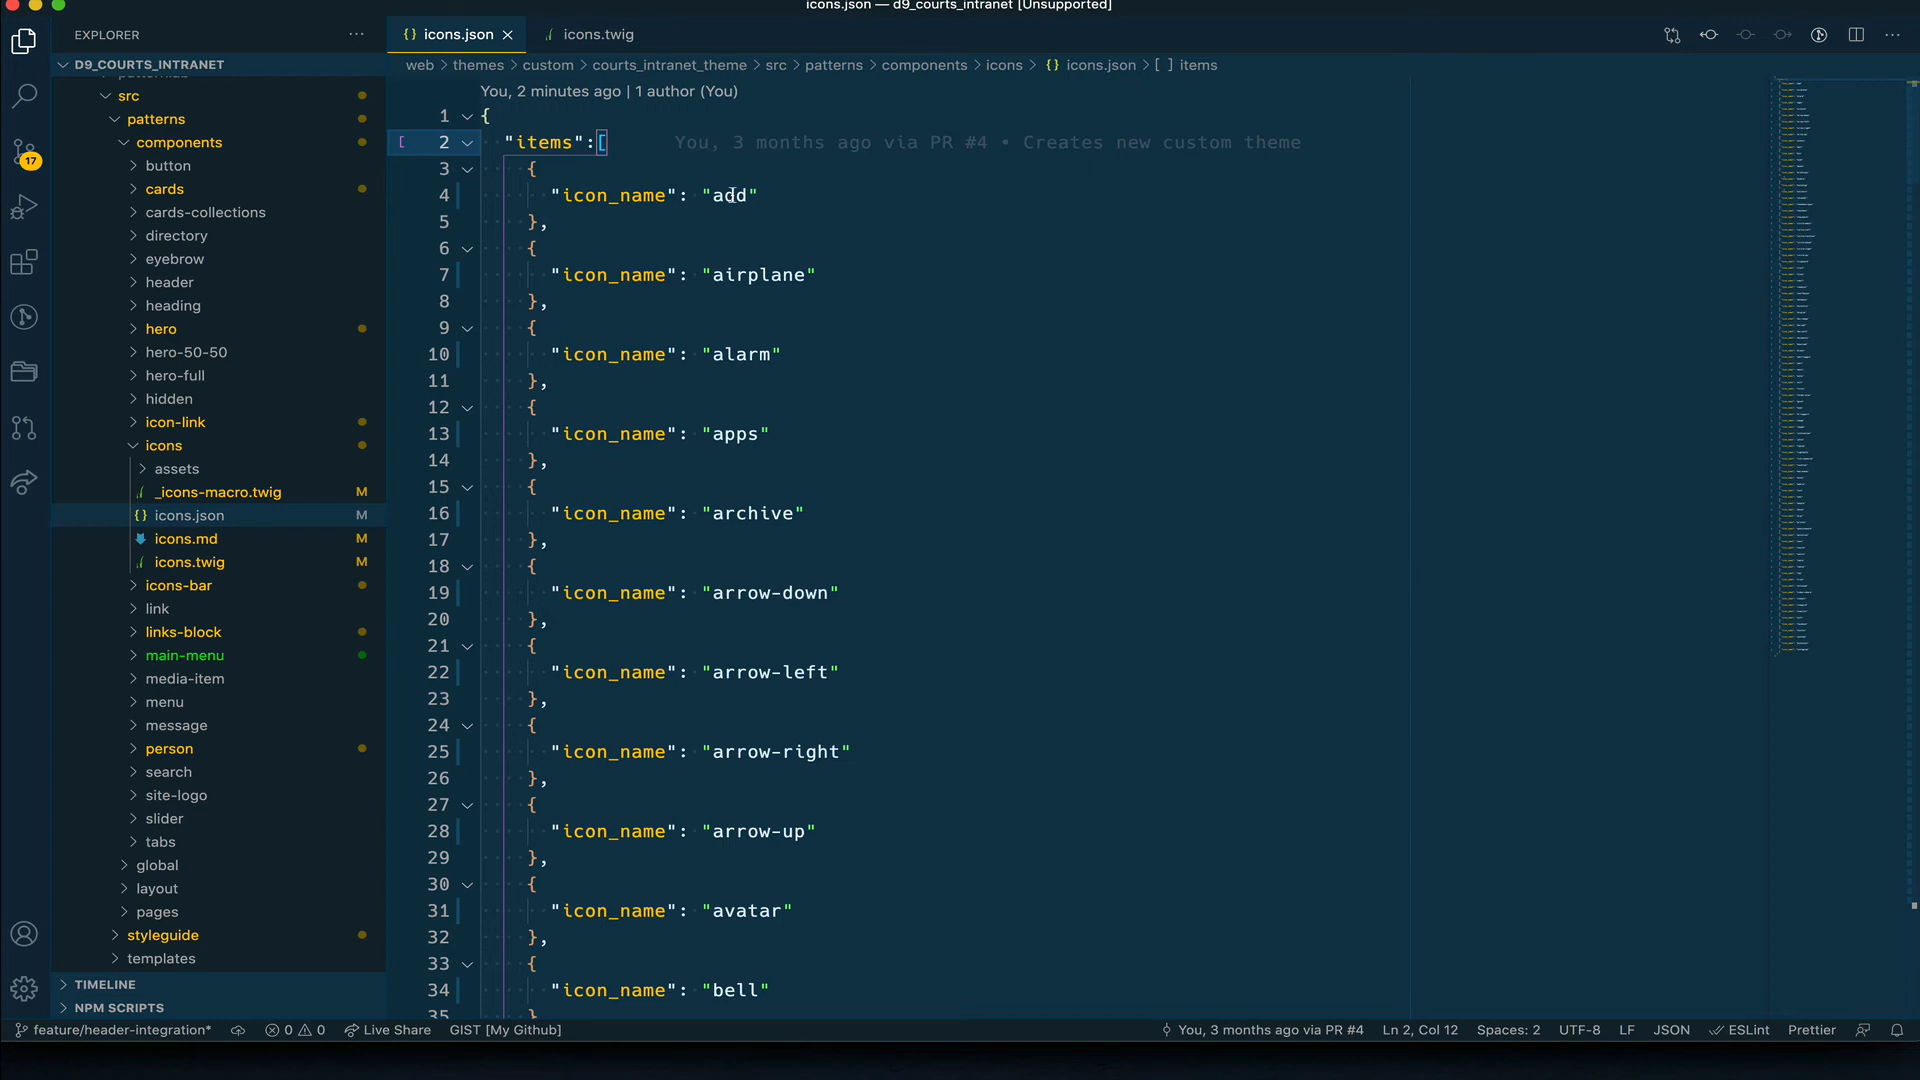 icons.json — d9_courts_intranet [Unsupported]
EXPLORER
D9_COURTS_INTRANET
src
patterns
components
button
cards
cards-collections
directory
eyebrow
header
heading
hero
hero-50-50
hero-full
hidden
icon-link
icons
assets
_icons-macro.twig M
{} icons.json M
icons.md M
icons.twig M
icons-bar
link
links-block
main-menu
media-item
menu
message
person
search
site-logo
slider
tabs
global
layout
pages
styleguide
templates
TIMELINE
NPM SCRIPTS
17
{} icons.json
icons.twig
web > themes > custom > courts_intranet_theme > src > patterns > components > icons > {} icons.json > [ ] items
You, 2 minutes ago | 1 author (You)
1 {
[ 2 "items":[ You, 3 months ago via PR #4 • Creates new custom theme
3 {
4 "icon_name": "add"
5 },
6 {
7 "icon_name": "airplane"
8 },
9 {
10 "icon_name": "alarm"
11 },
12 {
13 "icon_name": "apps"
14 },
15 {
16 "icon_name": "archive"
17 },
18 {
19 "icon_name": "arrow-down"
20 },
21 {
22 "icon_name": "arrow-left"
23 },
24 {
25 "icon_name": "arrow-right"
26 },
27 {
28 "icon_name": "arrow-up"
29 },
30 {
31 "icon_name": "avatar"
32 },
33 {
34 "icon_name": "bell"
35 }
feature/header-integration* 0 0 Live Share GIST [My Github] You, 3 months ago via PR #4 Ln 2, Col 12 Spaces: 2 UTF-8 LF JSON ESLint Prettier